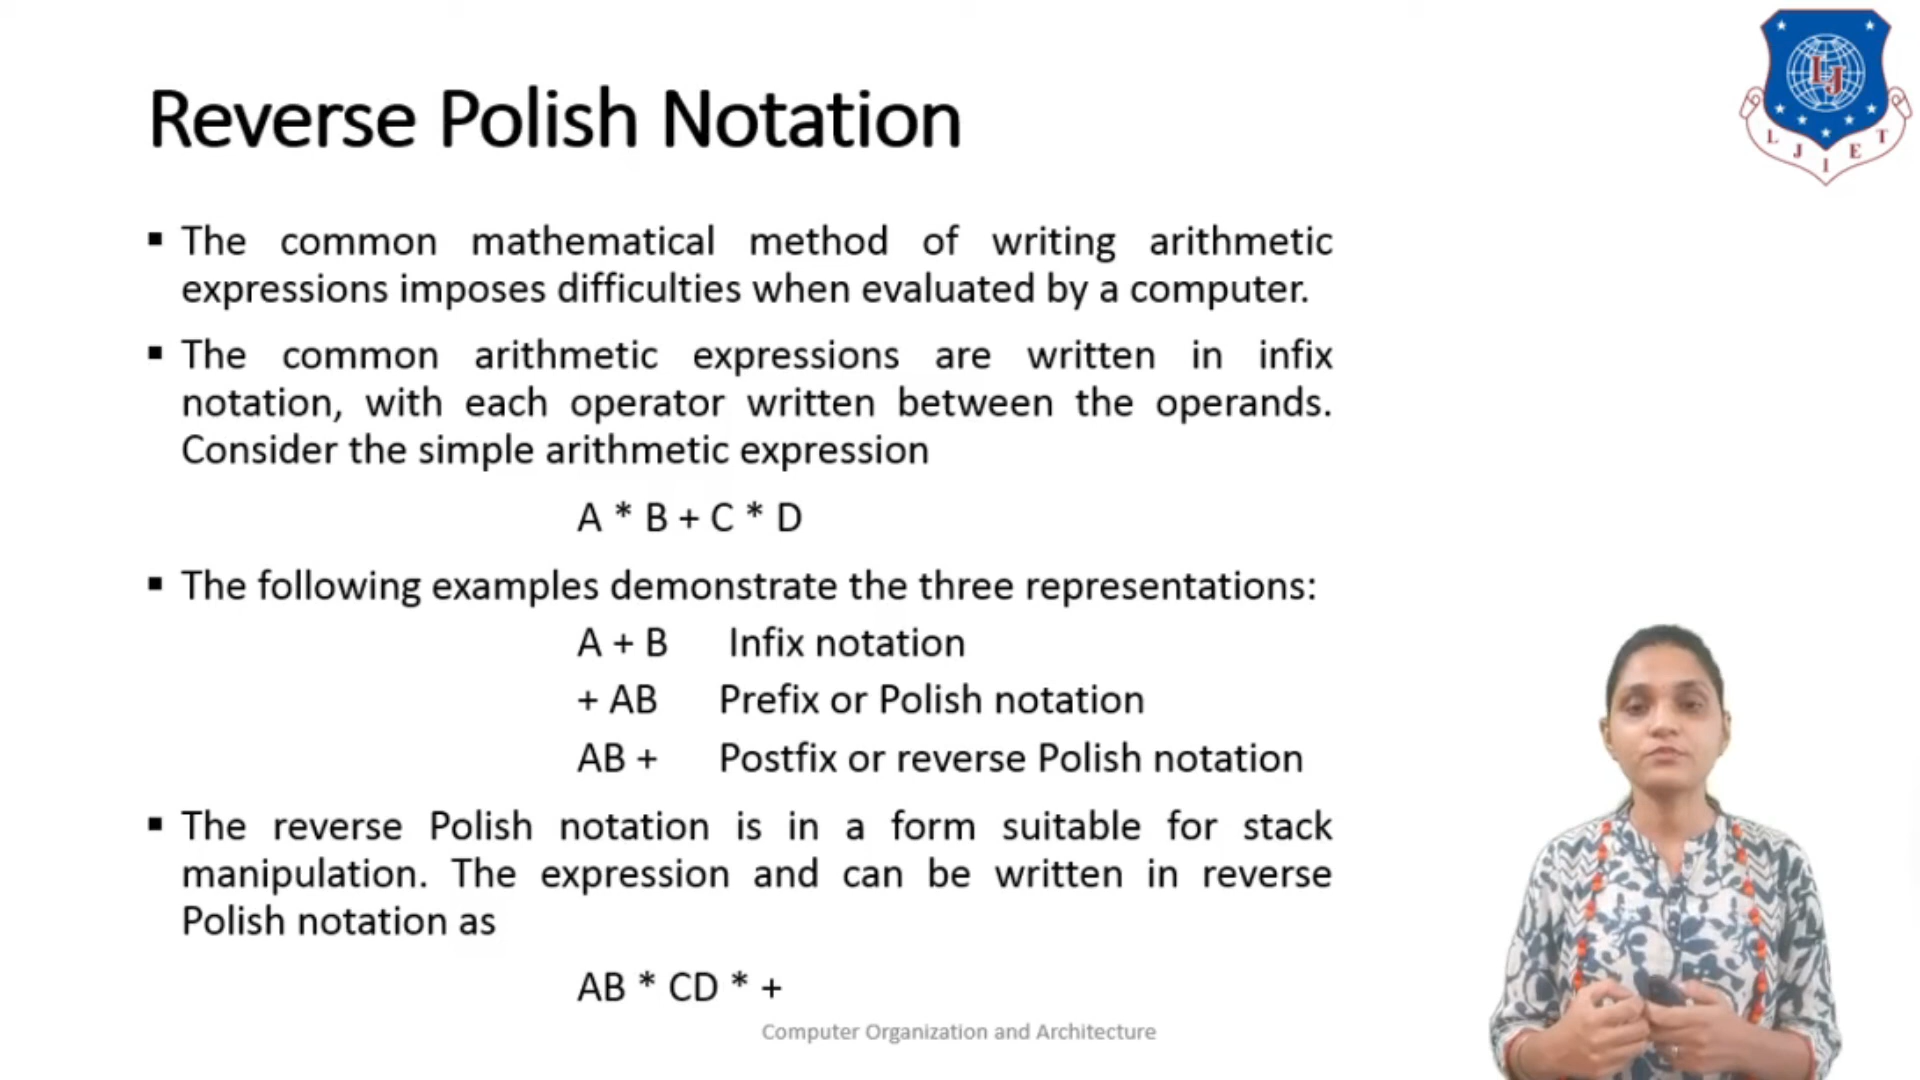 Reverse Polish Notation
L J I E T
LJ
▪ The common mathematical method of writing arithmetic
expressions imposes difficulties when evaluated by a computer.
▪ The common arithmetic expressions are written in infix
notation, with each operator written between the operands.
Consider the simple arithmetic expression
A * B + C * D
▪ The following examples demonstrate the three representations:
A + B Infix notation
+ AB Prefix or Polish notation
AB + Postfix or reverse Polish notation
▪ The reverse Polish notation is in a form suitable for stack
manipulation. The expression and can be written in reverse
Polish notation as
AB * CD * +
Computer Organization and Architecture